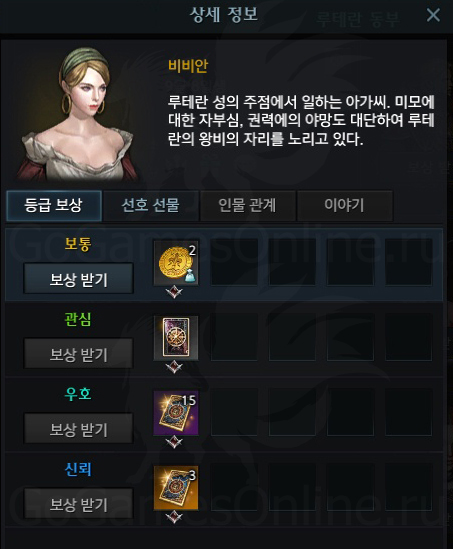 상세 정보
루테란 동부
비비안
루테란 성의 주점에서 일하는 아가씨. 미모에
대한 자부심, 권력에의 야망도 대단하여 루테
란의 왕비의 자리를 노리고 있다.
등급 보상 선호 선물 인물 관계 이야기
보통
2
보상 받기
관심
보상 받기
우호
15
보상 받기
신뢰
3
보상 받기
GoGamesOnline.ru
GoGamesOnline.ru